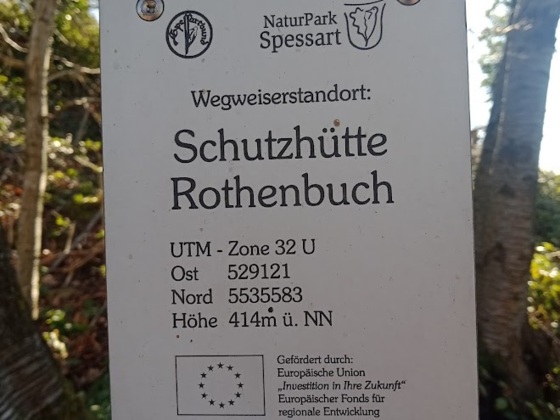 Spessartbund
NaturPark
Spessart
Wegweiserstandort:
Schutzhütte
Rothenbuch
UTM - Zone 32 U
Ost 529121
Nord 5535583
Höhe 414m ü. NN
Gefördert durch:
Europäische Union
„Investition in Ihre Zukunft“
Europäischer Fonds für
regionale Entwicklung